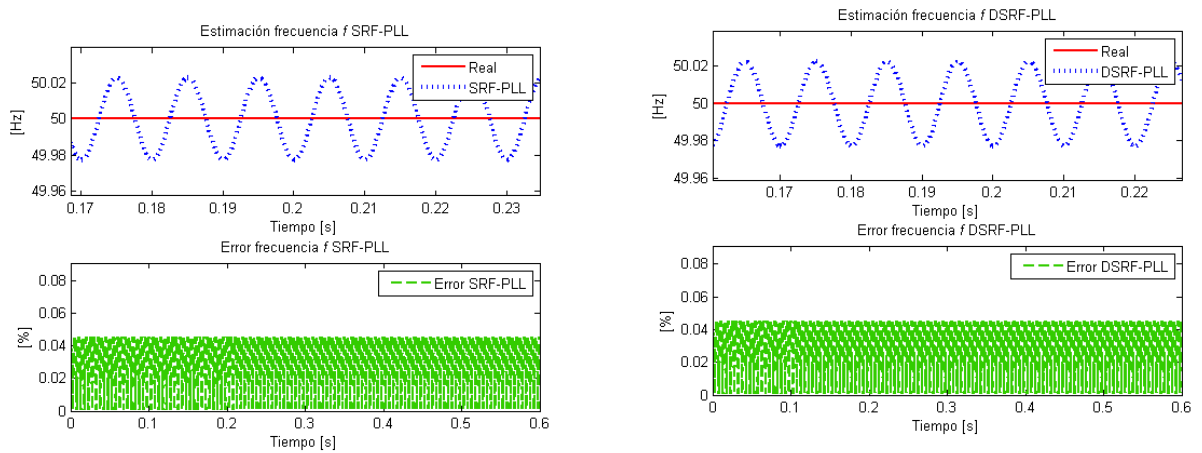 Estimación frecuencia f SRF-PLL
50.02
50
49.98
49.96
[Hz]
Real
SRF-PLL
0.17 0.18 0.19 0.2 0.21 0.22 0.23
Tiempo [s]
Error frecuencia f SRF-PLL
0.08
0.06
0.04
0.02
0
[%]
Error SRF-PLL
0 0.1 0.2 0.3 0.4 0.5 0.6
Tiempo [s]
Estimación frecuencia f DSRF-PLL
50.02
50
49.98
49.96
[Hz]
Real
DSRF-PLL
0.17 0.18 0.19 0.2 0.21 0.22
Tiempo [s]
Error frecuencia f DSRF-PLL
0.08
0.06
0.04
0.02
0
[%]
Error DSRF-PLL
0 0.1 0.2 0.3 0.4 0.5 0.6
Tiempo [s]